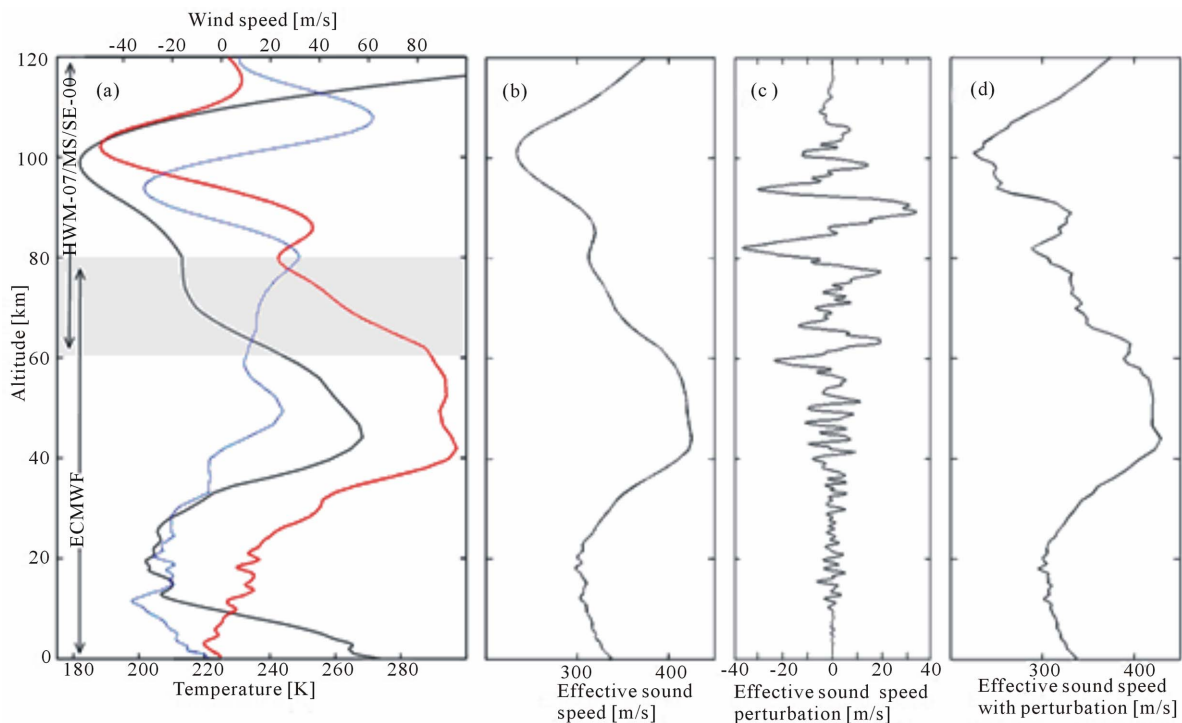 Wind speed [m/s]
-40 -20 0 20 40 60 80
120
100
80
60
40
20
0
Altitude [km]
HWM-07/MS/SE-00
ECMWF
(a)
180 200 220 240 260 280
Temperature [K]
(b)
300 400
Effective sound
speed [m/s]
(c)
-40 -20 0 20 40
Effective sound speed
perturbation [m/s]
(d)
300 400
Effective sound speed
with perturbation [m/s]